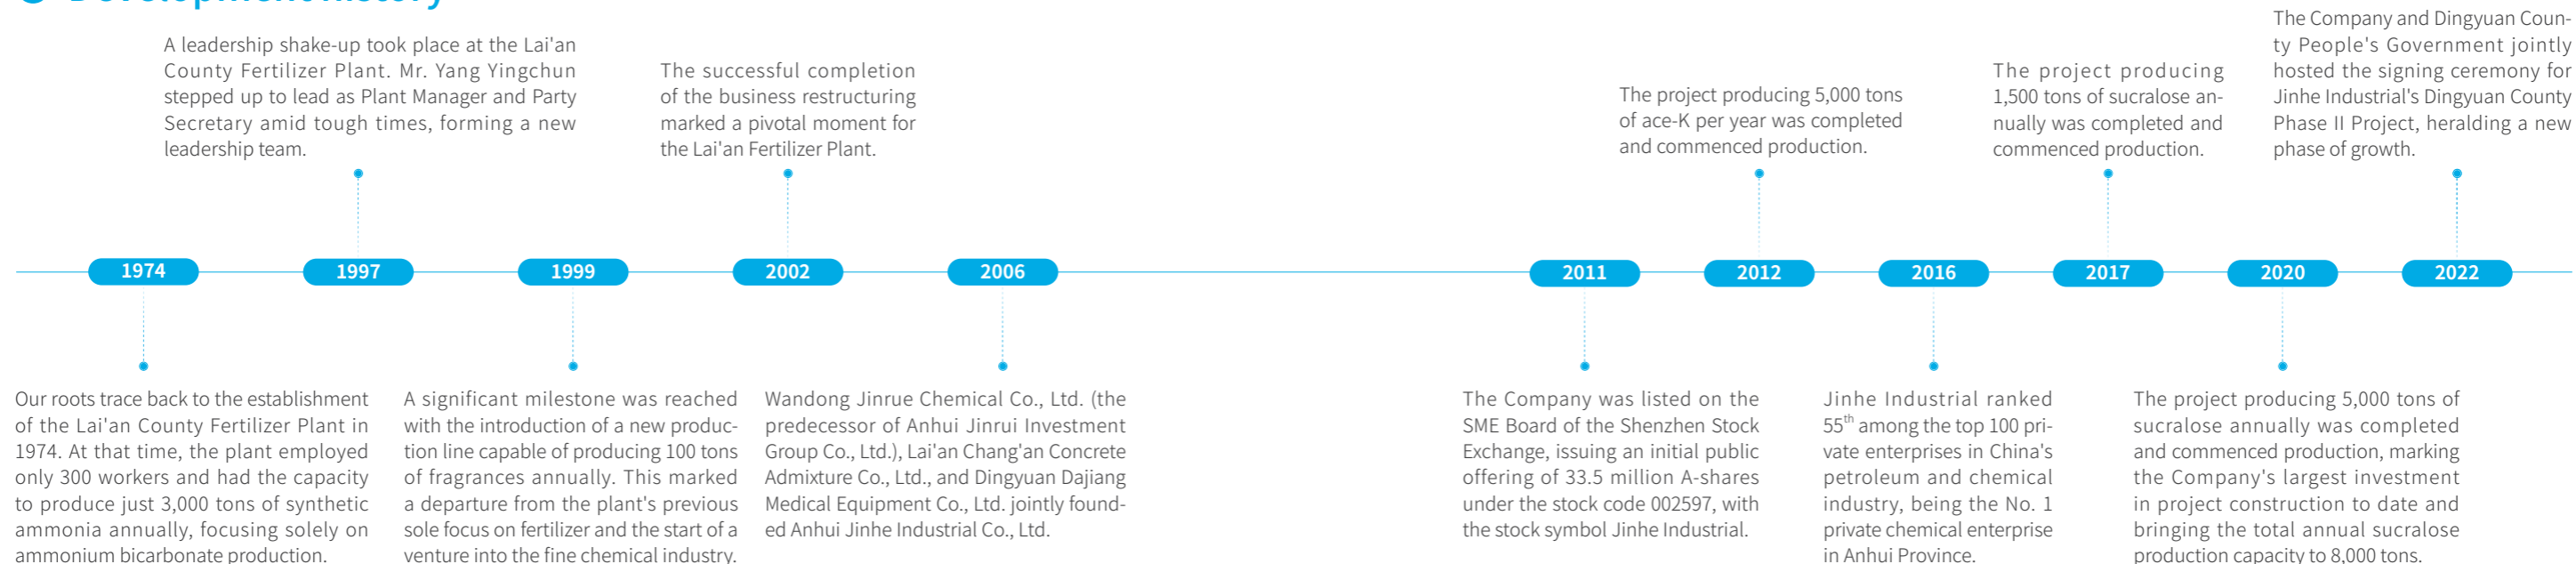 Development history
A leadership shake-up took place at the Lai'an
County Fertilizer Plant. Mr. Yang Yingchun
stepped up to lead as Plant Manager and Party
Secretary amid tough times, forming a new
leadership team.
The successful completion
of the business restructuring
marked a pivotal moment for
the Lai'an Fertilizer Plant.
The project producing 5,000 tons
of ace-K per year was completed
and commenced production.
The project producing
1,500 tons of sucralose an-
nually was completed and
commenced production.
The Company and Dingyuan Coun-
ty People's Government jointly
hosted the signing ceremony for
Jinhe Industrial's Dingyuan County
Phase II Project, heralding a new
phase of growth.
1974
1997
1999
2002
2006
2011
2012
2016
2017
2020
2022
Our roots trace back to the establishment
of the Lai'an County Fertilizer Plant in
1974. At that time, the plant employed
only 300 workers and had the capacity
to produce just 3,000 tons of synthetic
ammonia annually, focusing solely on
ammonium bicarbonate production.
A significant milestone was reached
with the introduction of a new produc-
tion line capable of producing 100 tons
of fragrances annually. This marked
a departure from the plant's previous
sole focus on fertilizer and the start of a
venture into the fine chemical industry.
Wandong Jinrue Chemical Co., Ltd. (the
predecessor of Anhui Jinrui Investment
Group Co., Ltd.), Lai'an Chang'an Concrete
Admixture Co., Ltd., and Dingyuan Dajiang
Medical Equipment Co., Ltd. jointly found-
ed Anhui Jinhe Industrial Co., Ltd.
The Company was listed on the
SME Board of the Shenzhen Stock
Exchange, issuing an initial public
offering of 33.5 million A-shares
under the stock code 002597, with
the stock symbol Jinhe Industrial.
Jinhe Industrial ranked
55th among the top 100 pri-
vate enterprises in China's
petroleum and chemical
industry, being the No. 1
private chemical enterprise
in Anhui Province.
The project producing 5,000 tons of
sucralose annually was completed
and commenced production, marking
the Company's largest investment
in project construction to date and
bringing the total annual sucralose
production capacity to 8,000 tons.